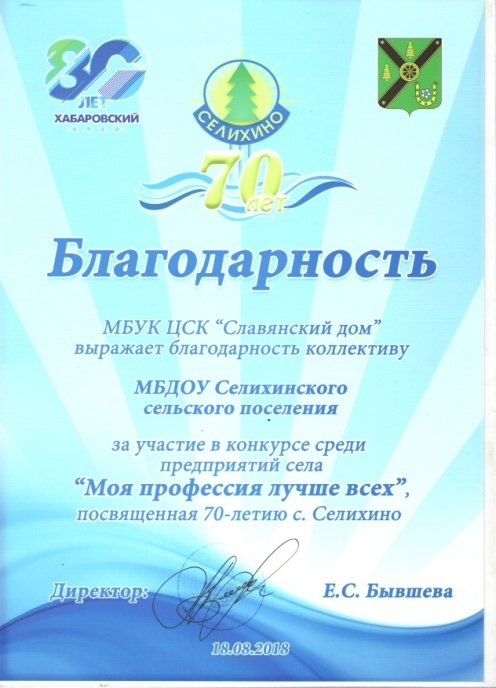 80
ЛЕТ
ХАБАРОВСКИЙ
КРАЙ
СЕЛИХИНО
70
лет
Благодарность
МБУК ЦСК “Славянский дом”
выражает благодарность коллективу
МБДОУ Селихинского
сельского поселения
за участие в конкурсе среди
предприятий села
“Моя профессия лучше всех”,
посвященная 70-летию с. Селихино
Директор: Е.С. Бывшева
18.08.2018